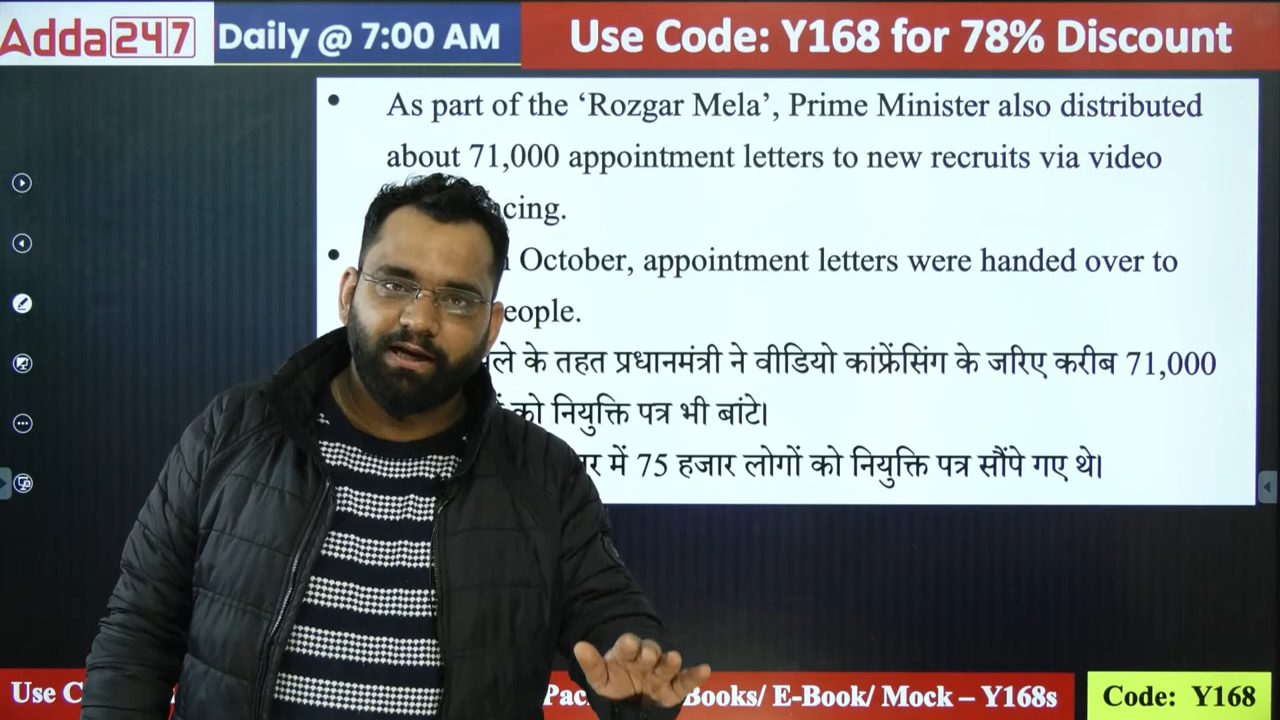 Adda247 Daily @ 7:00 AM Use Code: Y168 for 78% Discount
• As part of the ‘Rozgar Mela’, Prime Minister also distributed
about 71,000 appointment letters to new recruits via video
cing.
• October, appointment letters were handed over to
eople.
ले के तहत प्रधानमंत्री ने वीडियो कांफ्रेंसिंग के जरिए करीब 71,000
को नियुक्ति पत्र भी बांटे।
र में 75 हजार लोगों को नियुक्ति पत्र सौंपे गए थे।
Use Books/ E-Book/ Mock – Y168s Code: Y168